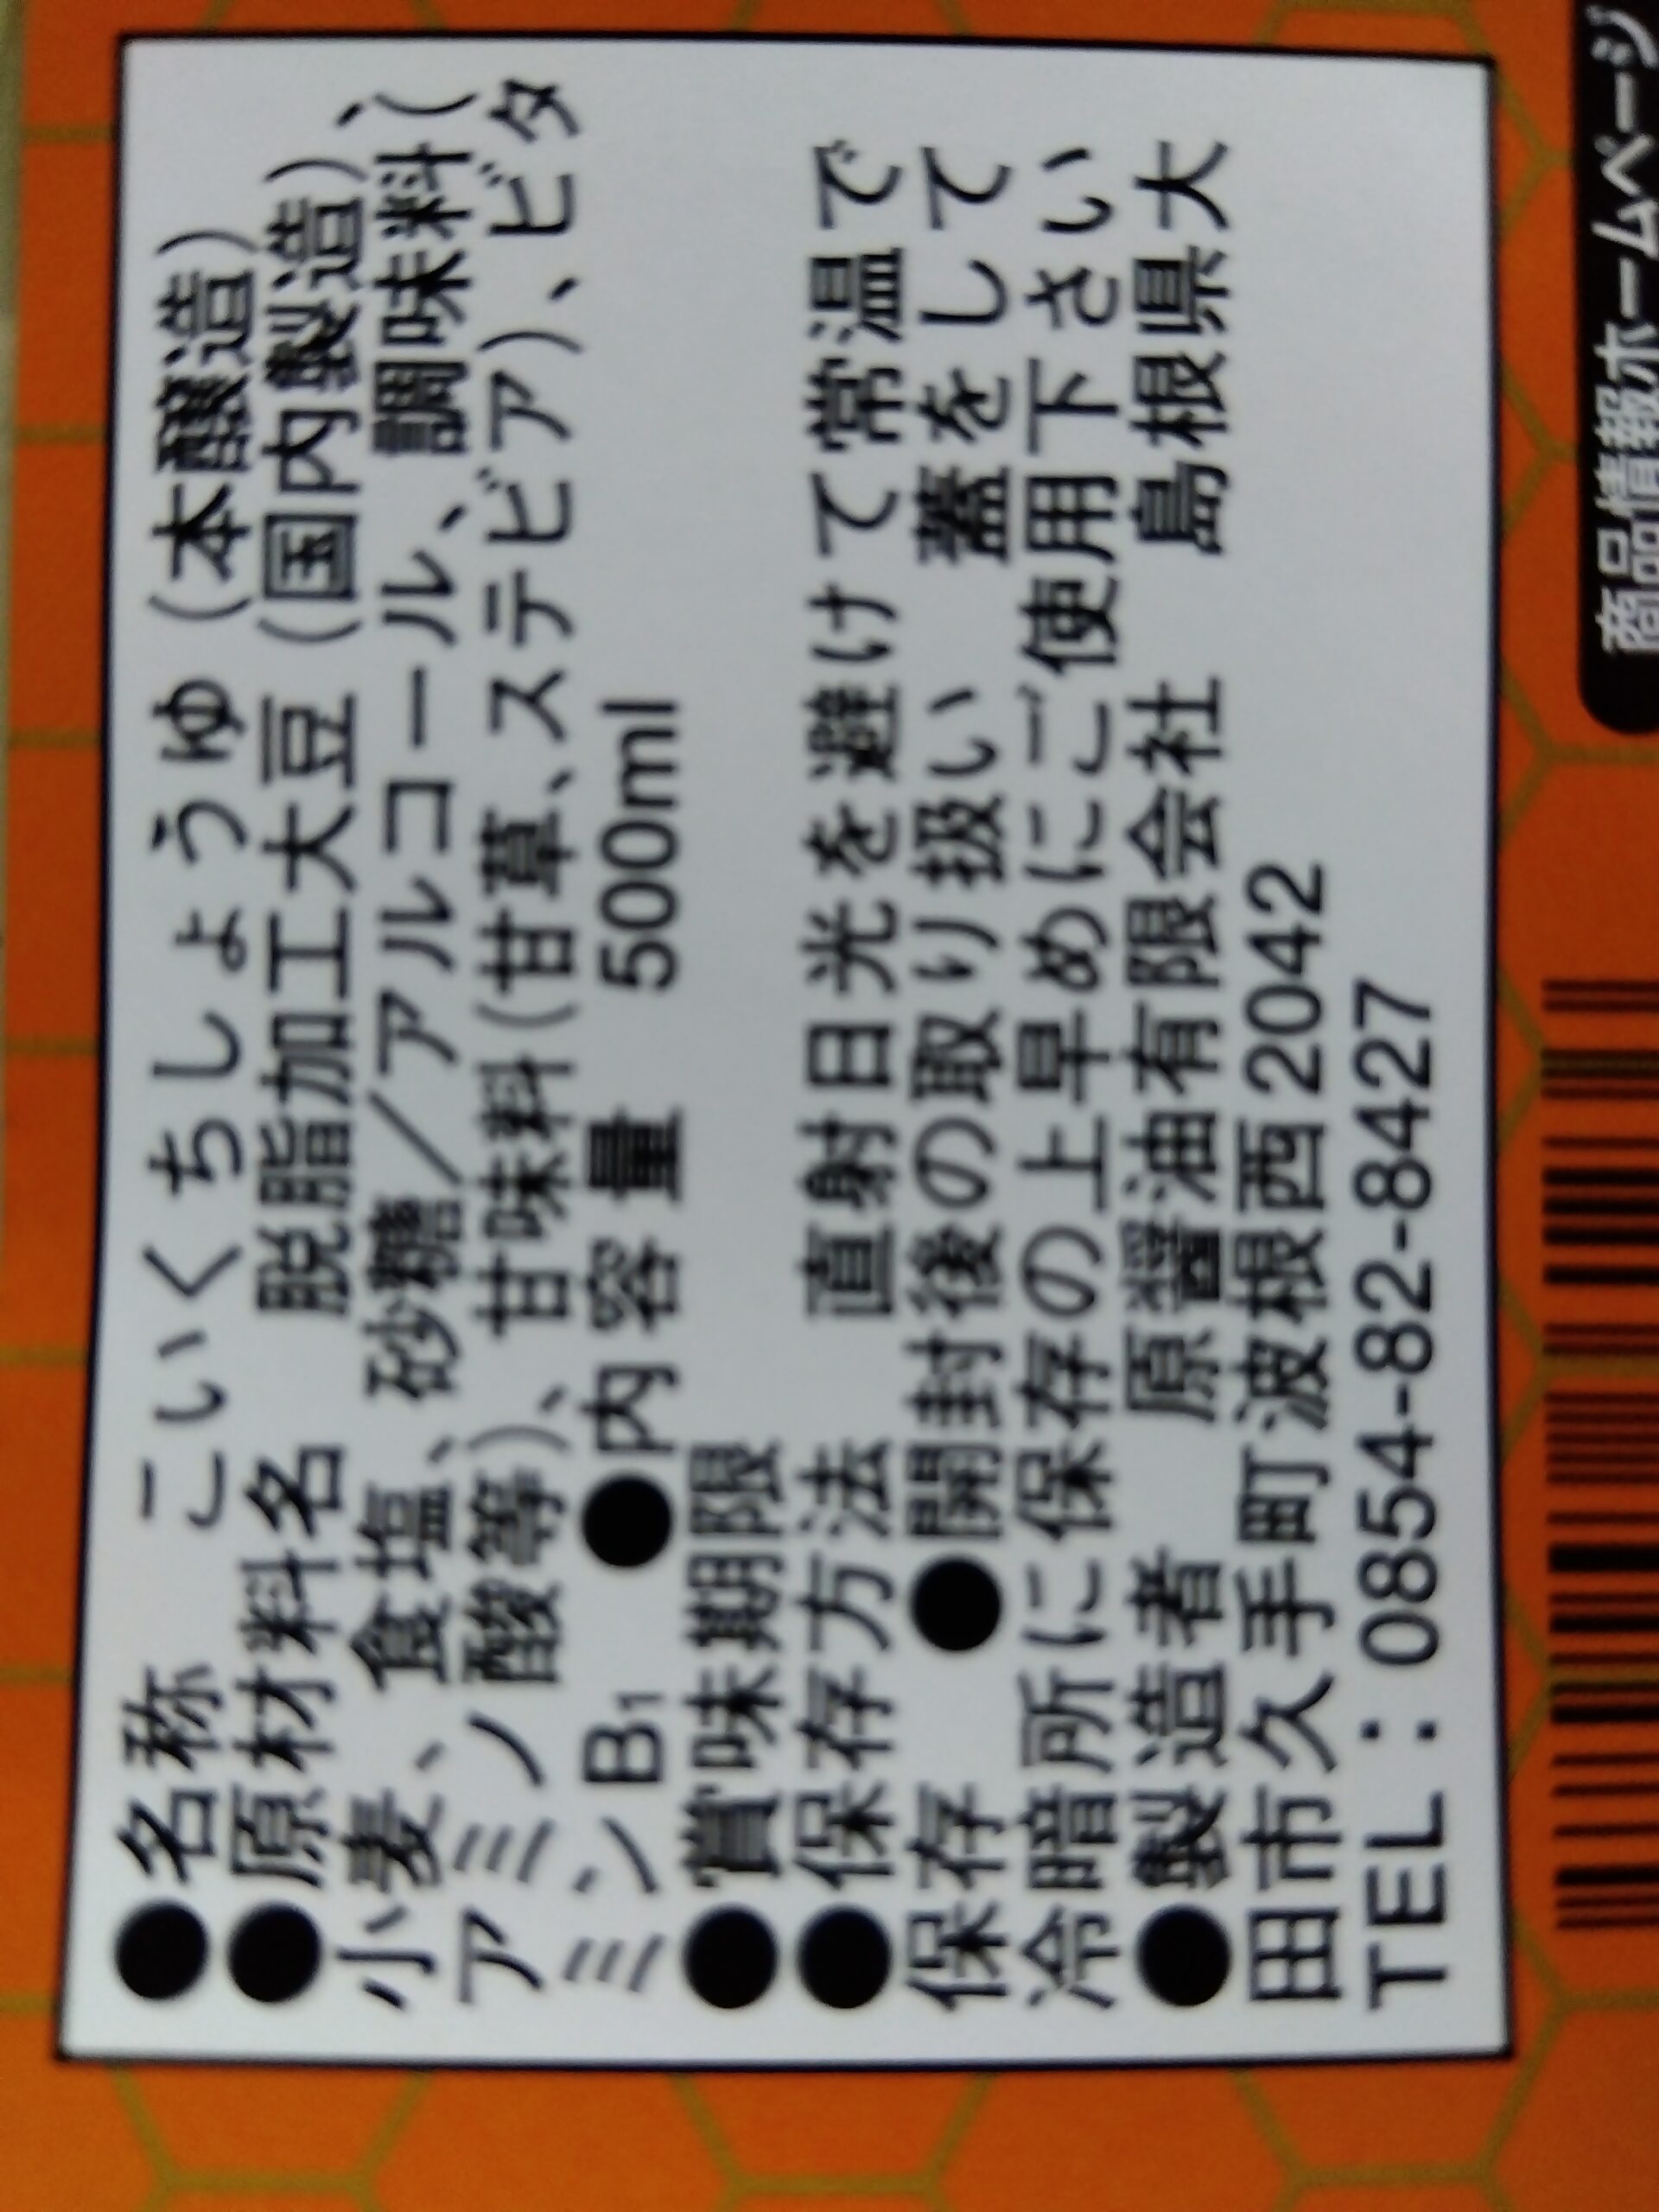 ●名称 こいくちしょうゆ（本醸造）
●原材料名 脱脂加工大豆（国内製造）、
小麦、食塩、砂糖／アルコール、調味料（
アミノ酸等）、甘味料（甘草、ステビア）、ビタ
ミンB1 ●内容量 500ml
●賞味期限
●保存方法 直射日光を避けて常温で
保存 ●開封後の取り扱い 蓋をして
冷暗所に保存の上早めにご使用下さい
●製造者 原醤油有限会社 島根県大
田市久手町波根西2042
TEL：0854-82-8427
商品情報ホームページ